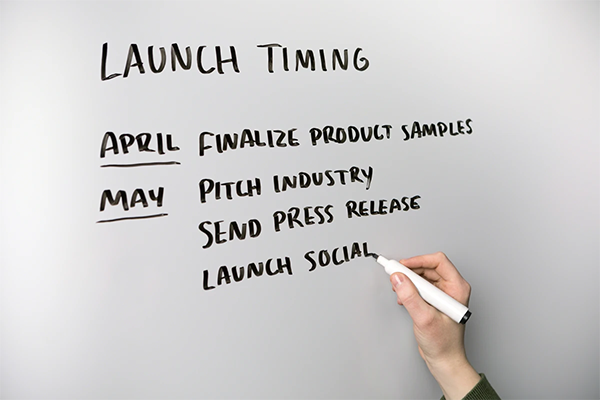 LAUNCH TIMING
APRIL FINALIZE PRODUCT SAMPLES
MAY PITCH INDUSTRY
SEND PRESS RELEASE
LAUNCH SOCIAL